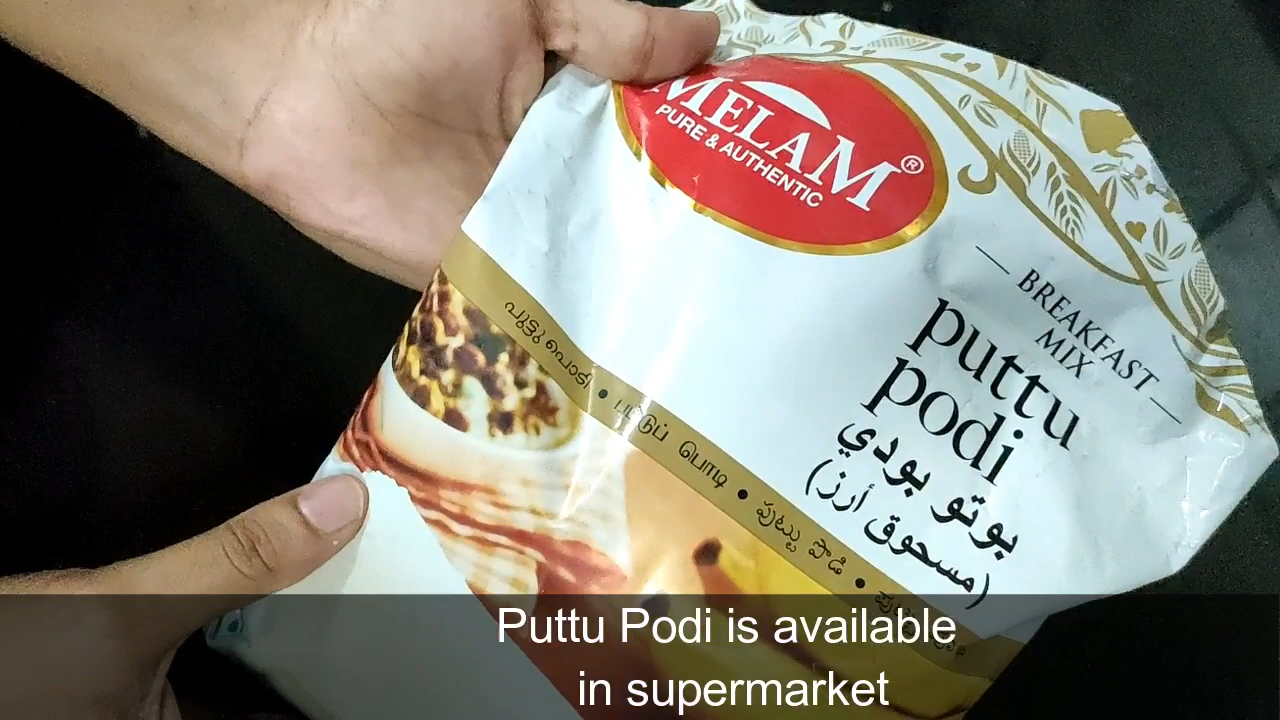 MELAM ®
PURE & AUTHENTIC
BREAKFAST
MIX
puttu
podi
بوتو بودي
(مسحوق أرز)
പുട്ടു പൊടി • புட்டுப் பொடி • పుట్టు పొడి •
Puttu Podi is available
in supermarket